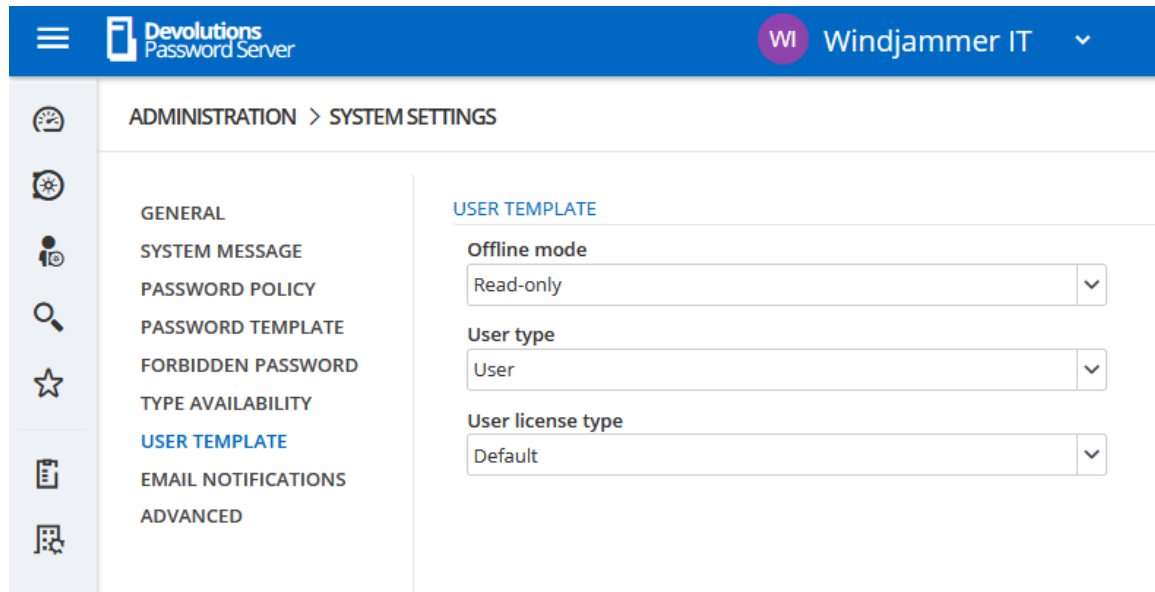 Devolutions
Password Server
WI
Windjammer IT
ADMINISTRATION > SYSTEM SETTINGS
GENERAL
SYSTEM MESSAGE
PASSWORD POLICY
PASSWORD TEMPLATE
FORBIDDEN PASSWORD
TYPE AVAILABILITY
USER TEMPLATE
EMAIL NOTIFICATIONS
ADVANCED
USER TEMPLATE
Offline mode
Read-only
User type
User
User license type
Default